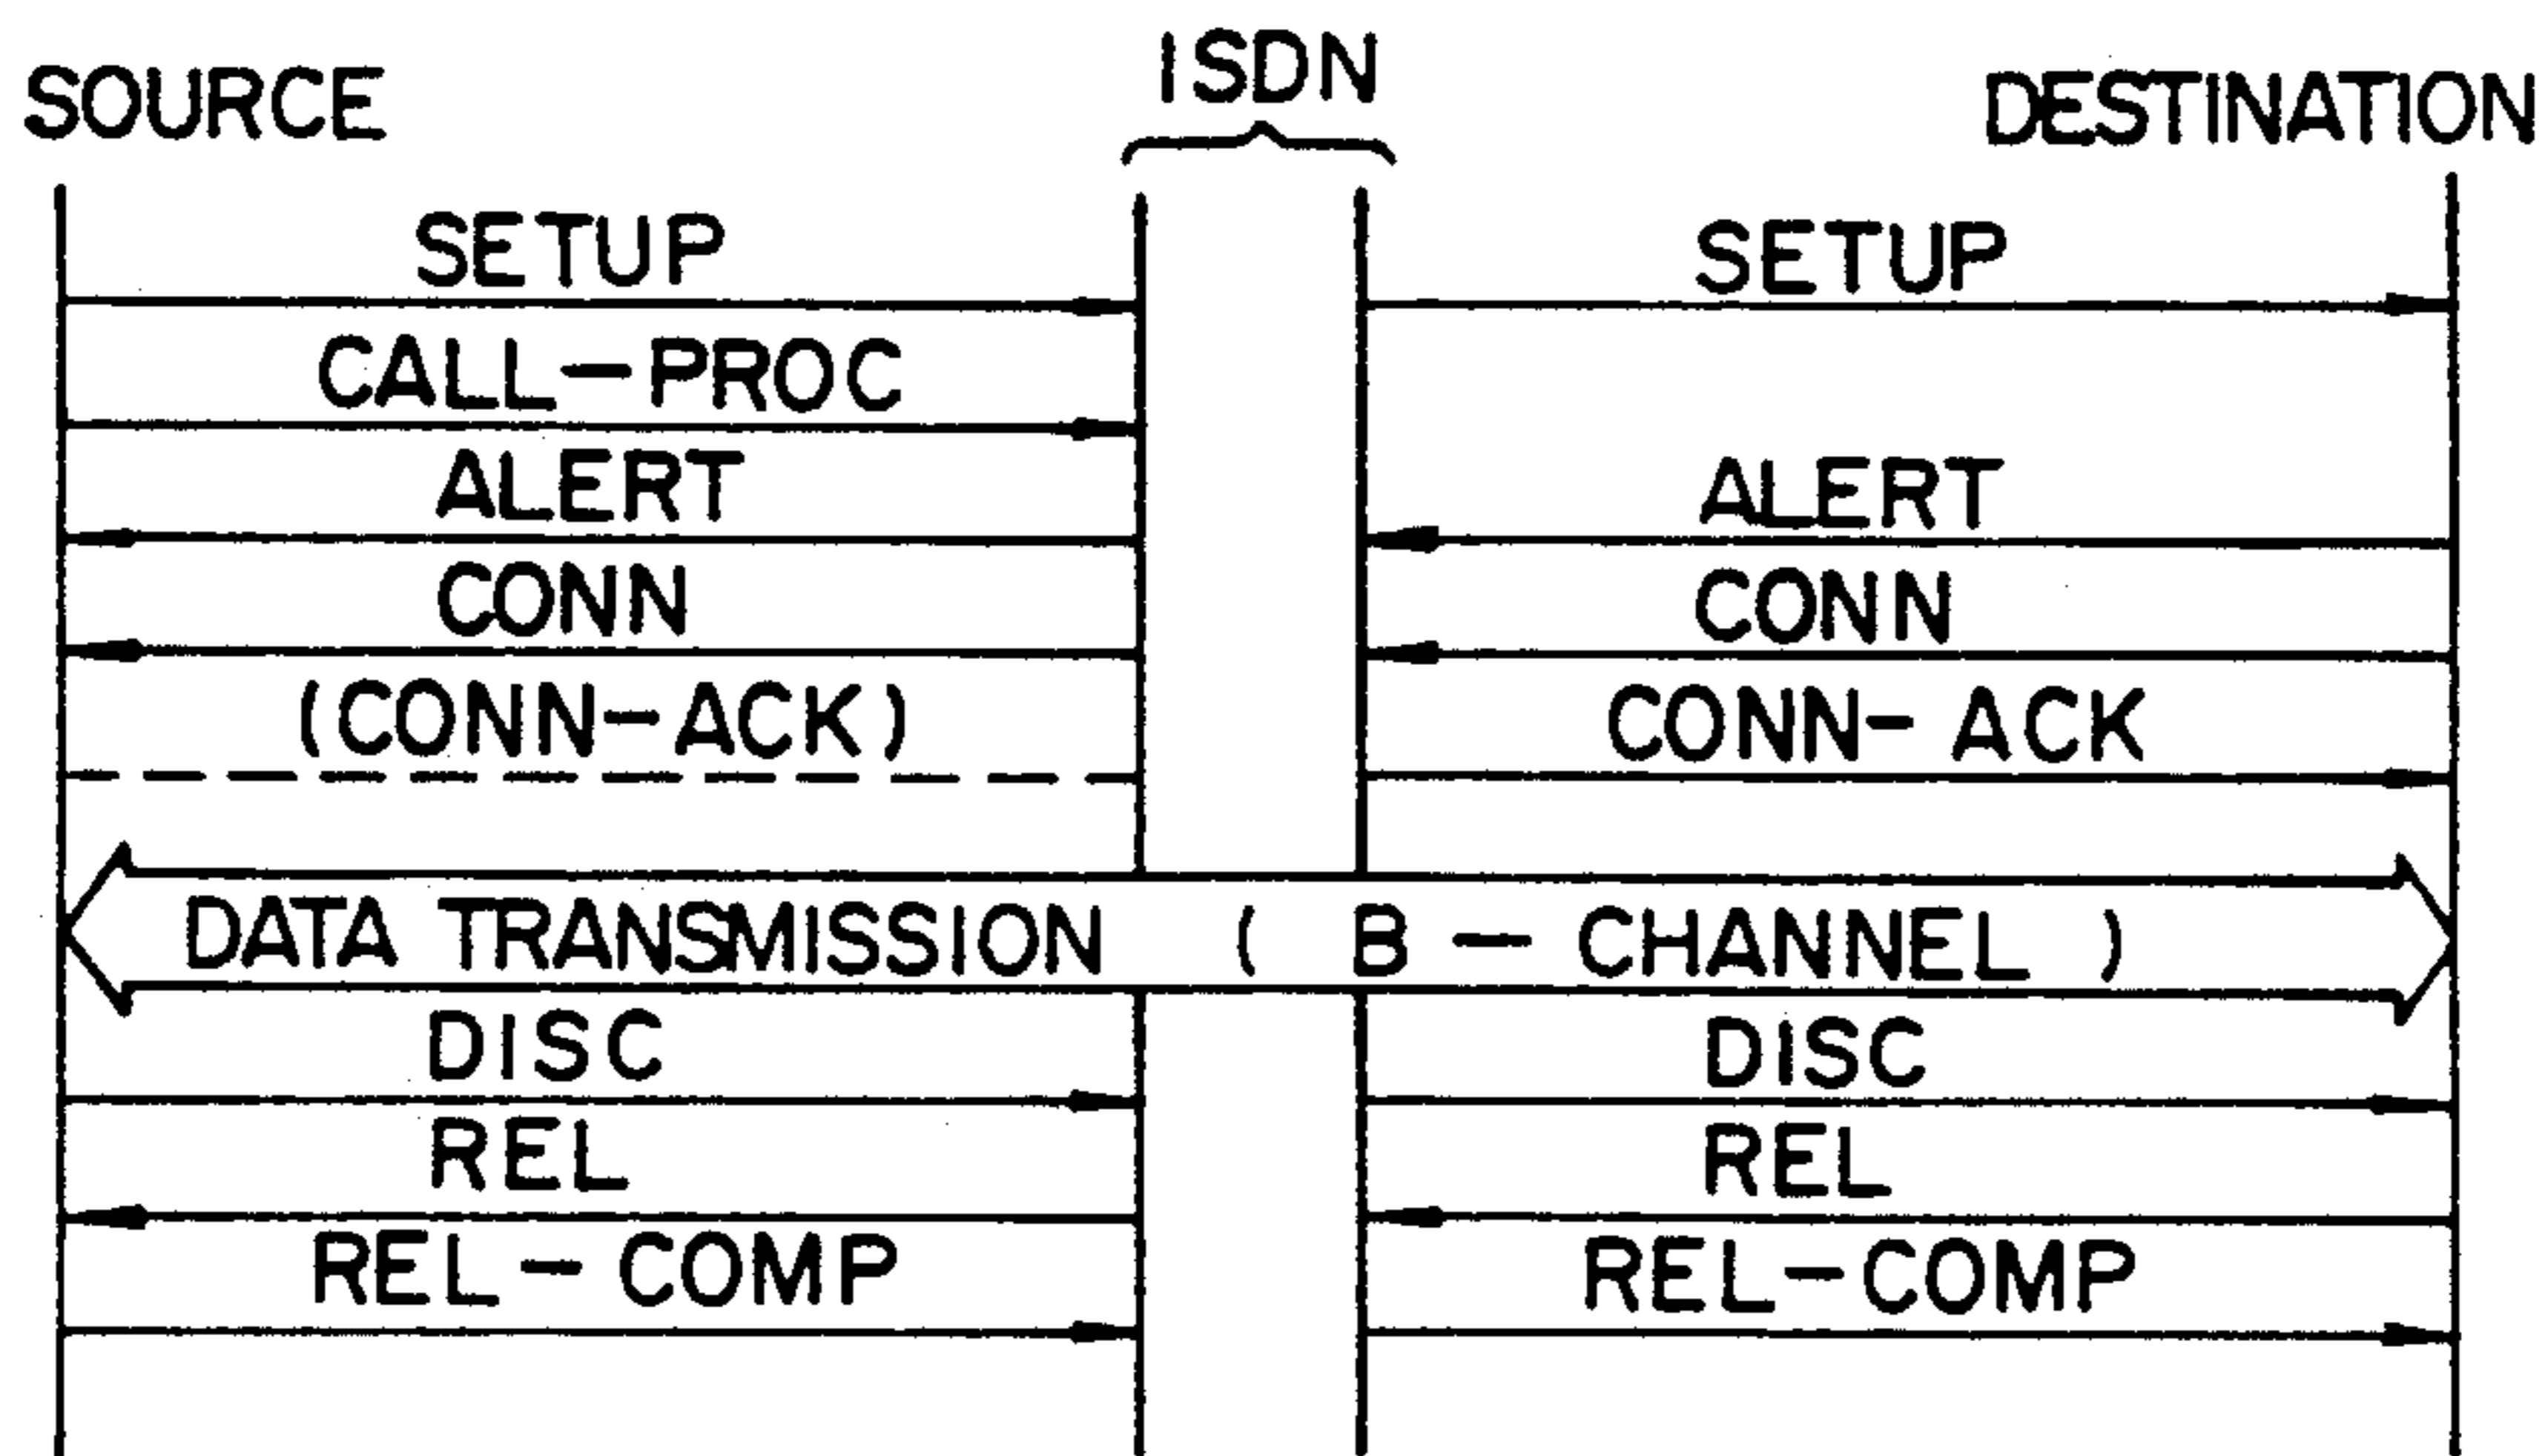 ISDN
SOURCE
DESTINATION
SETUP
SETUP
CALL-PROC
ALERT
ALERT
CONN
CONN
(CONN-ACK)
CONN-ACK
DATA TRANSMISSION (B-CHANNEL)
DISC
DISC
REL
REL
REL-COMP
REL-COMP